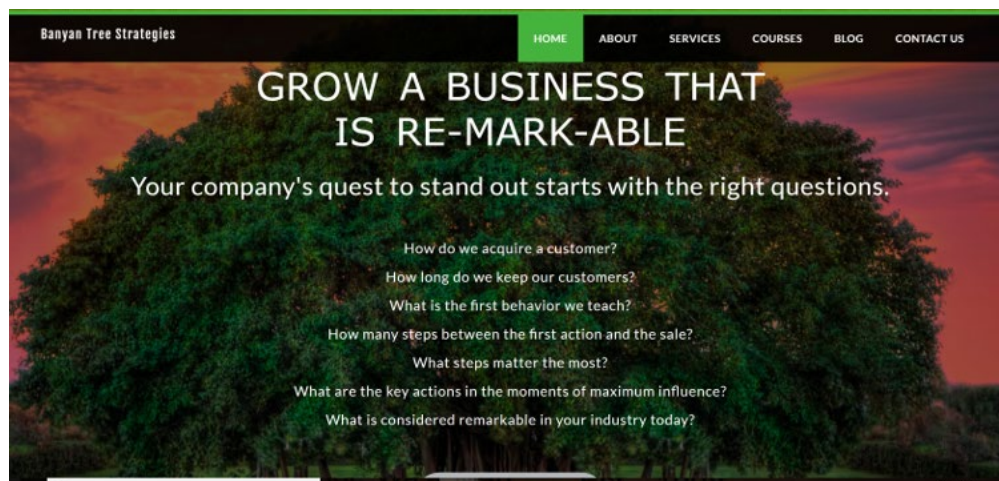 Banyan Tree Strategies
HOME ABOUT SERVICES COURSES BLOG CONTACT US
GROW A BUSINESS THAT
IS RE-MARK-ABLE
Your company's quest to stand out starts with the right questions.
How do we acquire a customer?
How long do we keep our customers?
What is the first behavior we teach?
How many steps between the first action and the sale?
What steps matter the most?
What are the key actions in the moments of maximum influence?
What is considered remarkable in your industry today?